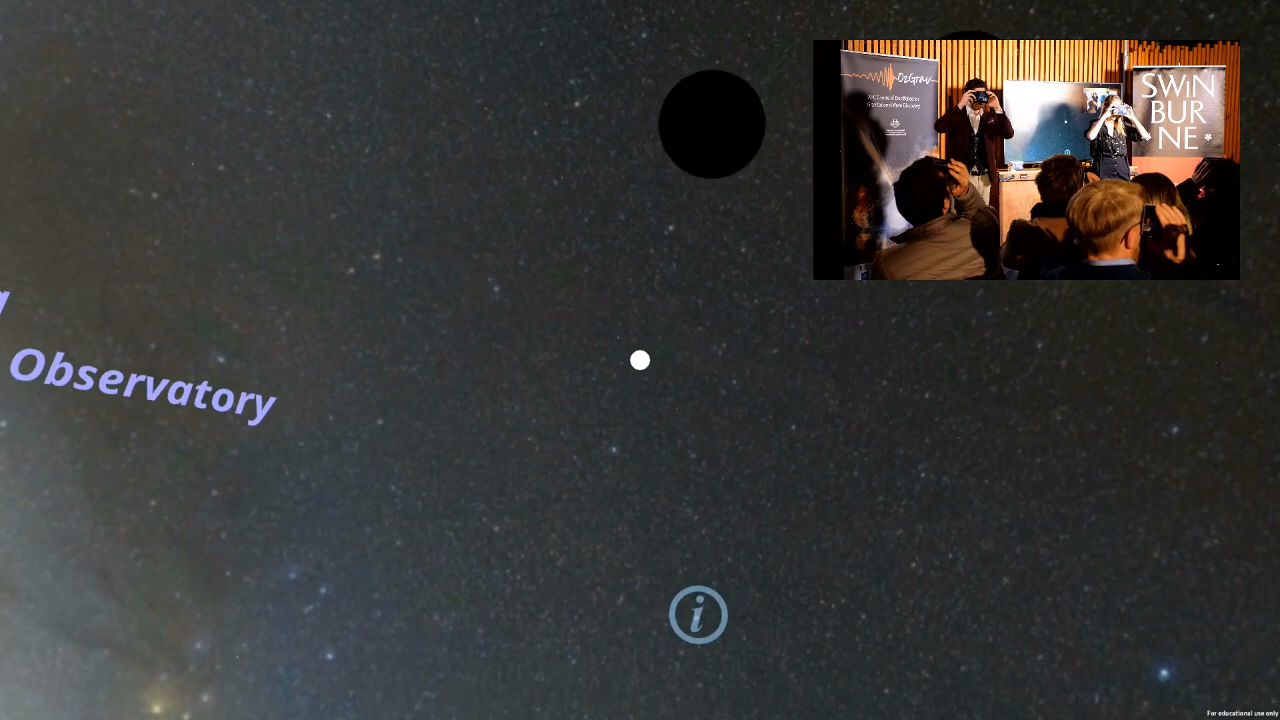 Observatory
i
OzGrav
SWIN
BUR
NE
For educational use only